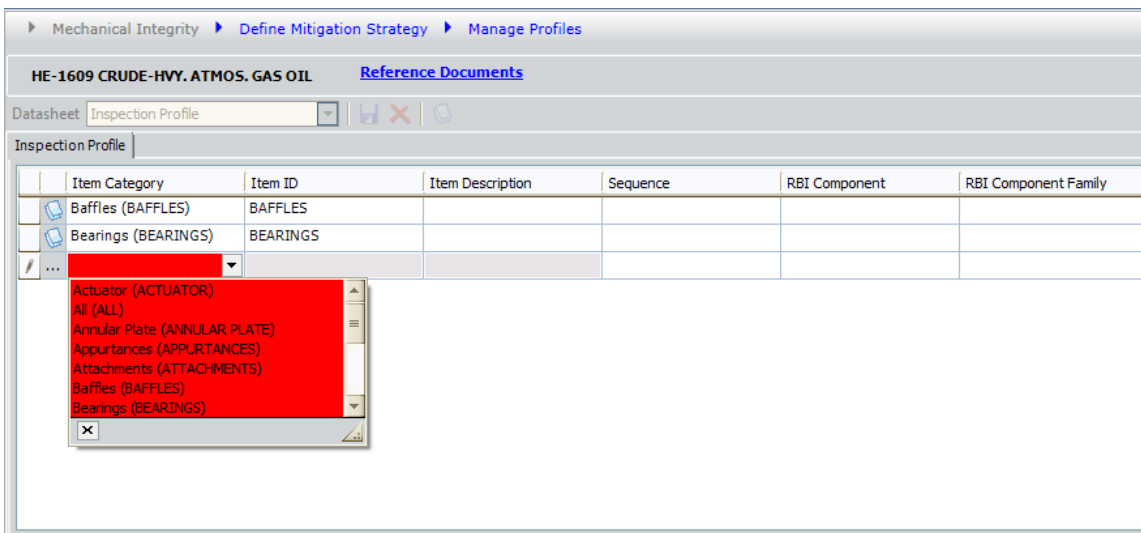 Mechanical Integrity Define Mitigation Strategy Manage Profiles
HE-1609 CRUDE-HVY. ATMOS. GAS OIL Reference Documents
Datasheet Inspection Profile
Inspection Profile
Item Category Item ID Item Description Sequence RBI Component RBI Component Family
Baffles (BAFFLES) BAFFLES
Bearings (BEARINGS) BEARINGS
...
Actuator (ACTUATOR)
All (ALL)
Annular Plate (ANNULAR PLATE)
Appurtances (APPURTANCES)
Attachments (ATTACHMENTS)
Baffles (BAFFLES)
Bearings (BEARINGS)